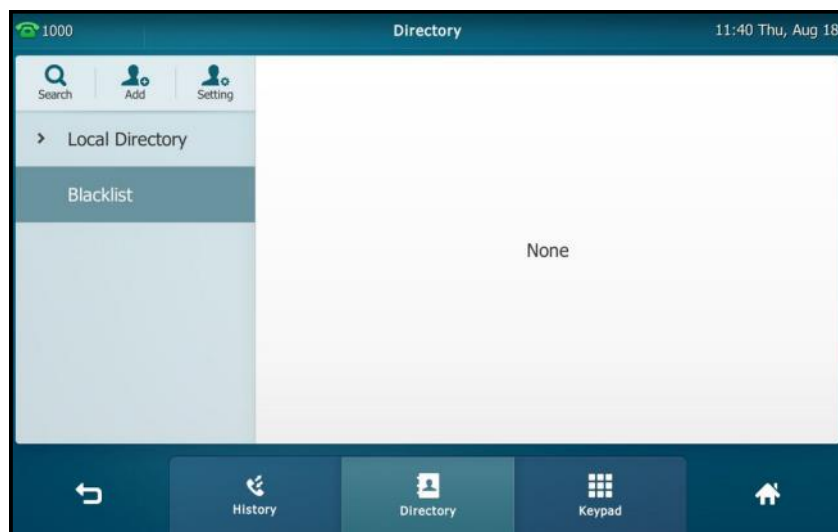 1000 Directory 11:40 Thu, Aug 18
Search Add Setting
Local Directory
Blacklist
None
History Directory Keypad